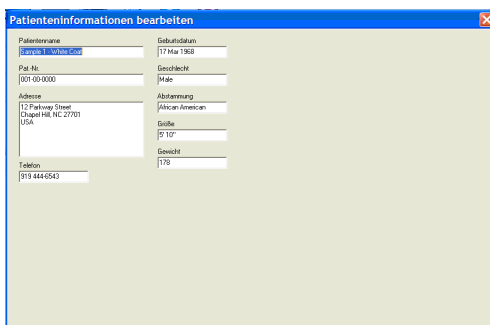 Patienteninformationen bearbeiten
Patientenname
Sample 1 - White Coat
Pat.-Nr.
001-00-0000
Adresse
12 Parkway Street
Chapel Hill, NC 27701
USA
Telefon
919 444-6543
Geburtsdatum
17 Mai 1968
Geschlecht
Male
Abstammung
African American
Größe
5' 10"
Gewicht
178